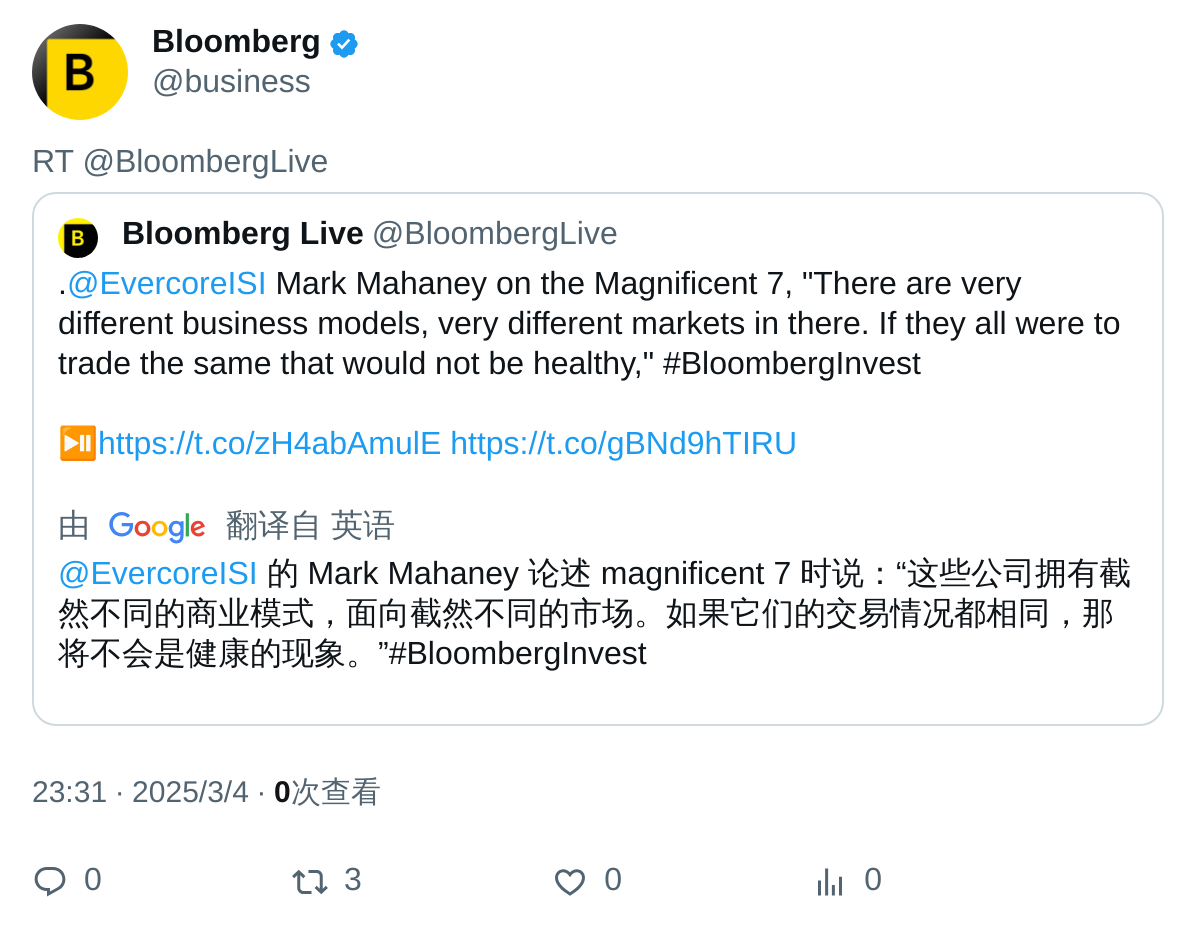 Bloomberg
@business
RT @BloombergLive
B
B
Bloomberg Live @BloombergLive
.@EvercoreISI Mark Mahaney on the Magnificent 7, "There are very
different business models, very different markets in there. If they all were to
trade the same that would not be healthy," #BloombergInvest
⏯https://t.co/zH4abAmulE https://t.co/gBNd9hTIRU
由 Google 翻译自 英语
@EvercoreISI 的 Mark Mahaney 论述 magnificent 7 时说：“这些公司拥有截
然不同的商业模式，面向截然不同的市场。如果它们的交易情况都相同，那
将不会是健康的现象。”#BloombergInvest
23:31 · 2025/3/4 · 0次查看
0 3 0 0